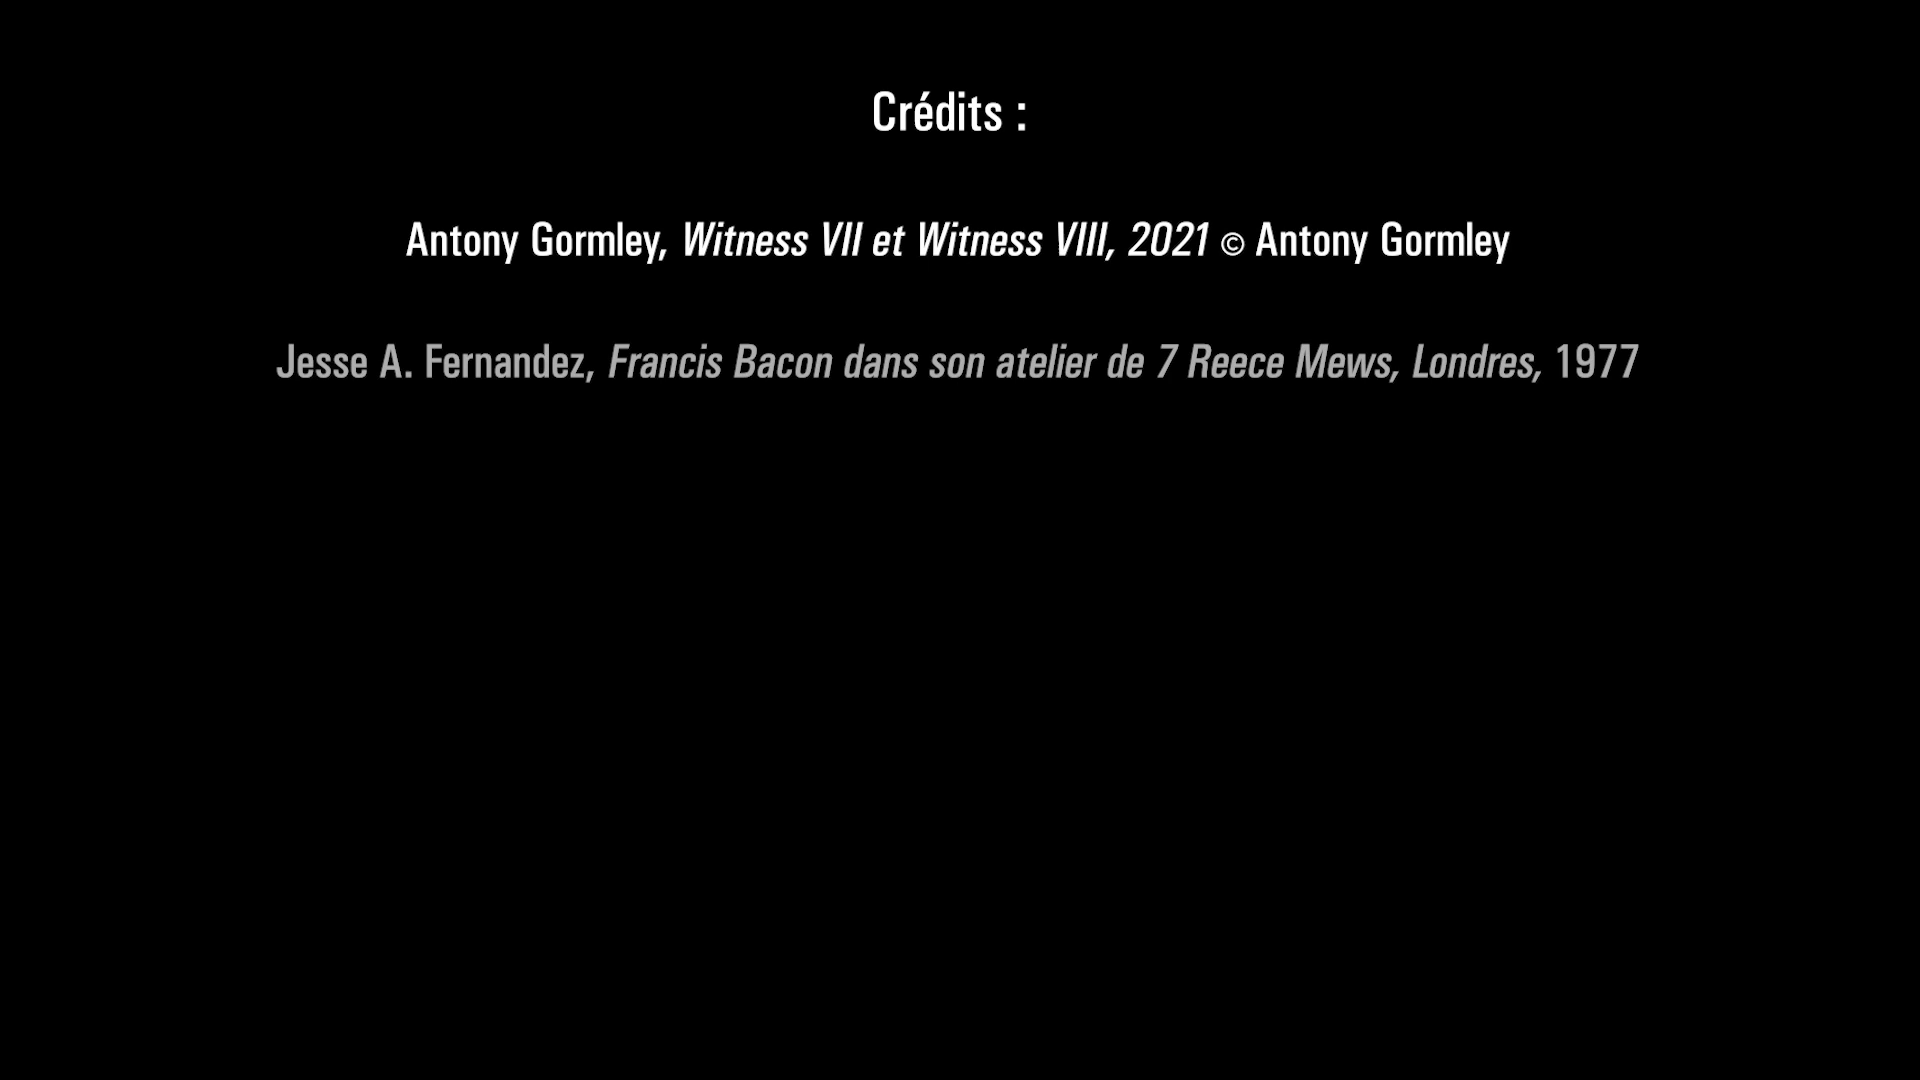 Crédits :
Antony Gormley, Witness VII et Witness VIII, 2021 © Antony Gormley
Jesse A. Fernandez, Francis Bacon dans son atelier de 7 Reece Mews, Londres, 1977